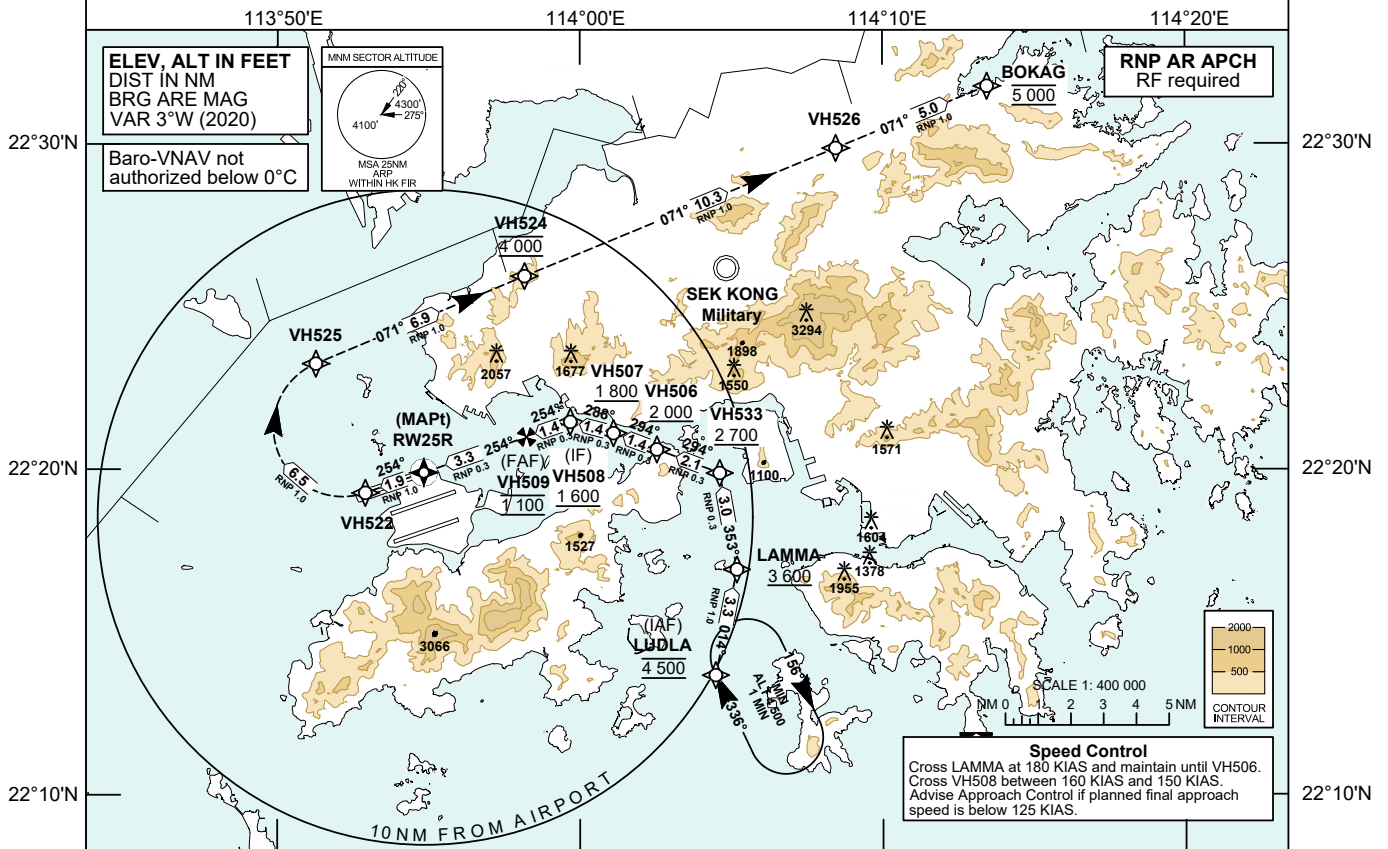 113°50'E
114°00'E
114°10'E
114°20'E
ELEV, ALT IN FEET
DIST IN NM
BRG ARE MAG
VAR 3°W (2020)
Baro-VNAV not
authorized below 0°C
MNM SECTOR ALTITUDE
220°
4300'
275°
4100'
MSA 25NM
ARP
WITHIN HK FIR
RNP AR APCH
RF required
BOKAG
5 000
071° 5.0
RNP 1.0
VH526
22°30'N
22°30'N
071° 10.3
RNP 1.0
VH524
4 000
SEK KONG
Military
3294
071° 6.9
RNP 1.0
VH525
1898
2057
1677
1550
VH507
1 800
VH506
2 000
VH533
2 700
(MAPt)
RW25R
254°
1.4
RNP 0.3
286°
1.4
RNP 0.3
294°
1.4
RNP 0.3
294°
2.1
RNP 0.3
1571
3.3 254°
RNP 0.3
254°
1.9
RNP 1.0
6.5
RNP 1.0
(FAF)
VH509
1 100
(IF)
VH508
1 600
1100
22°20'N
22°20'N
VH522
3.0 353°
RNP 0.3
1527
1604
LAMMA
3 600
1378
1955
3.3 014°
RNP 1.0
(IAF)
LUDLA
4 500
3066
156°
1 MIN
336°
2000
1000
500
CONTOUR
INTERVAL
SCALE 1: 400 000
NM 0 1 2 3 4 5 NM
Speed Control
Cross LAMMA at 180 KIAS and maintain until VH506.
Cross VH508 between 160 KIAS and 150 KIAS.
Advise Approach Control if planned final approach
speed is below 125 KIAS.
22°10'N
22°10'N
10NM FROM AIRPORT